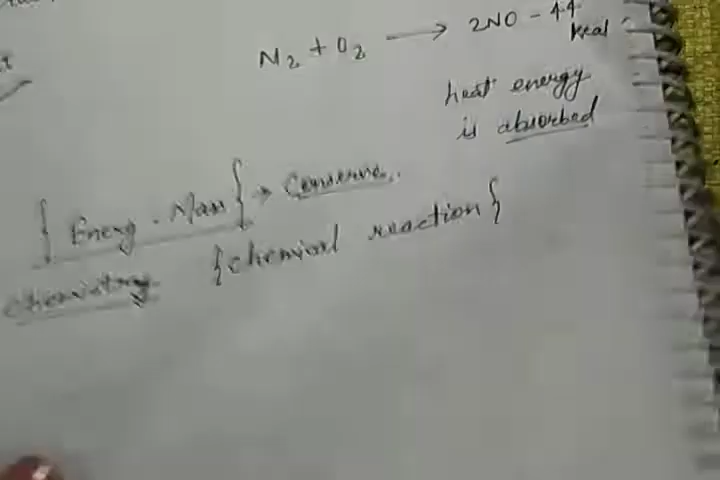 N₂ + O₂ ⟶ 2NO - 44 Kcal
heat energy
is absorbed
{Energy. Mass} → Conserve.
Chemistry {chemical reaction}